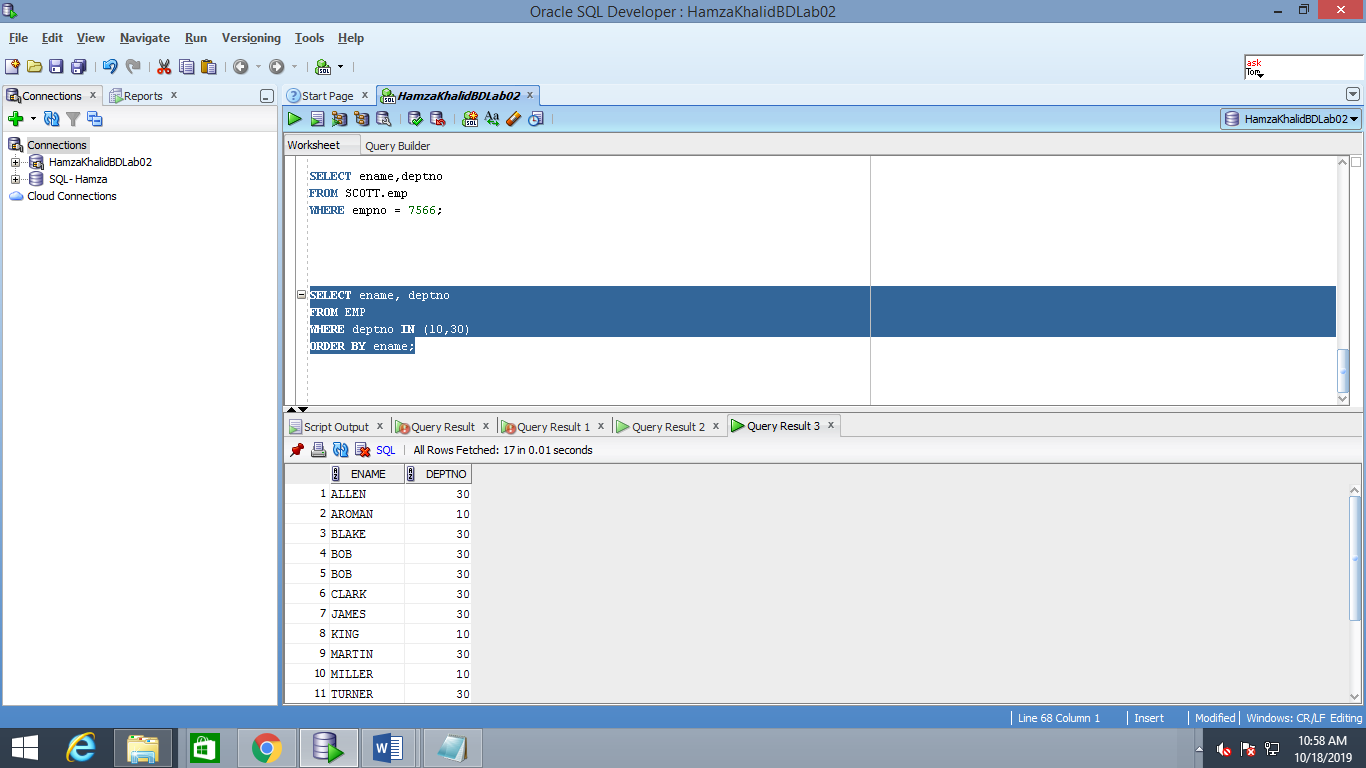 Oracle SQL Developer : HamzaKhalidBDLab02
File Edit View Navigate Run Versioning Tools Help
SQL
ask
Tom
Connections x Reports x
Start Page x HamzaKhalidBDLab02 x
HamzaKhalidBDLab02
Connections
HamzaKhalidBDLab02
SQL- Hamza
Cloud Connections
Worksheet Query Builder
SELECT ename,deptno
FROM SCOTT.emp
WHERE empno = 7566;
SELECT ename, deptno
FROM EMP
WHERE deptno IN (10,30)
ORDER BY ename;
Script Output x Query Result x Query Result 1 x Query Result 2 x Query Result 3 x
SQL | All Rows Fetched: 17 in 0.01 seconds
ENAME DEPTNO
1 ALLEN 30
2 AROMAN 10
3 BLAKE 30
4 BOB 30
5 BOB 30
6 CLARK 30
7 JAMES 30
8 KING 10
9 MARTIN 30
10 MILLER 10
11 TURNER 30
Line 68 Column 1 | Insert | Modified | Windows: CR/LF Editing
10:58 AM
10/18/2019